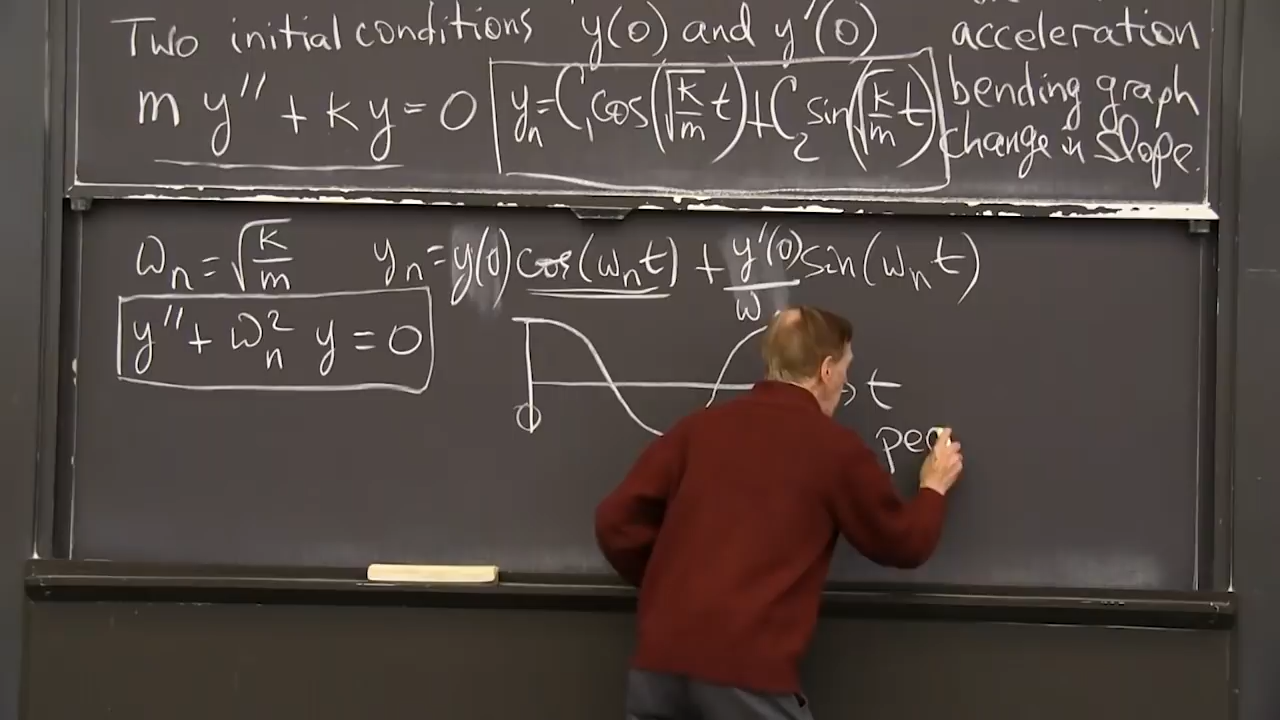 Two initial conditions y(0) and y'(0)
acceleration
m y'' + k y = 0
y_n = C_1 cos(√(k/m) t) + C_2 sin(√(k/m) t)
bending graph
change in slope.
ω_n = √(k/m)
y_n = y(0) cos(ω_n t) + y'(0)/ω sin(ω_n t)
y'' + ω_n^2 y = 0
0
t